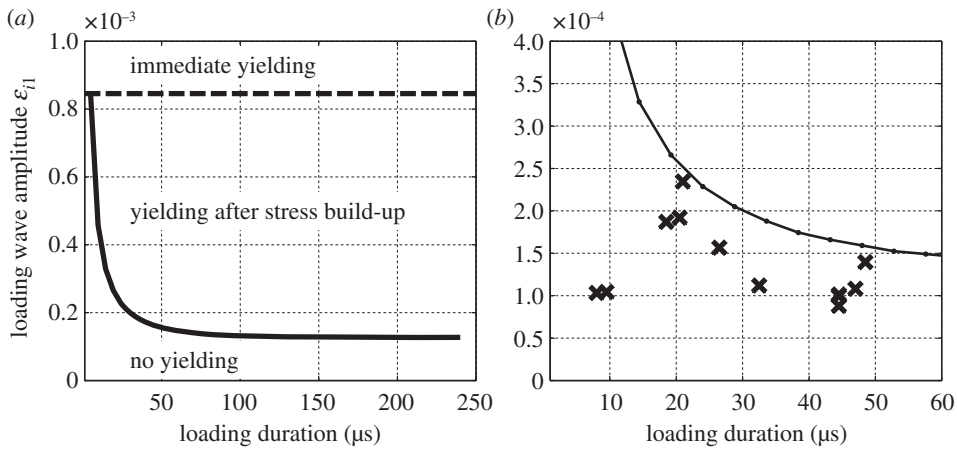 (a)
×10⁻³
1.0
0.8
0.6
0.4
0.2
0
loading wave amplitude εi1
immediate yielding
yielding after stress build-up
no yielding
50 100 150 200 250
loading duration (µs)
(b)
×10⁻⁴
4.0
3.5
3.0
2.5
2.0
1.5
1.0
0.5
0
10 20 30 40 50 60
loading duration (µs)